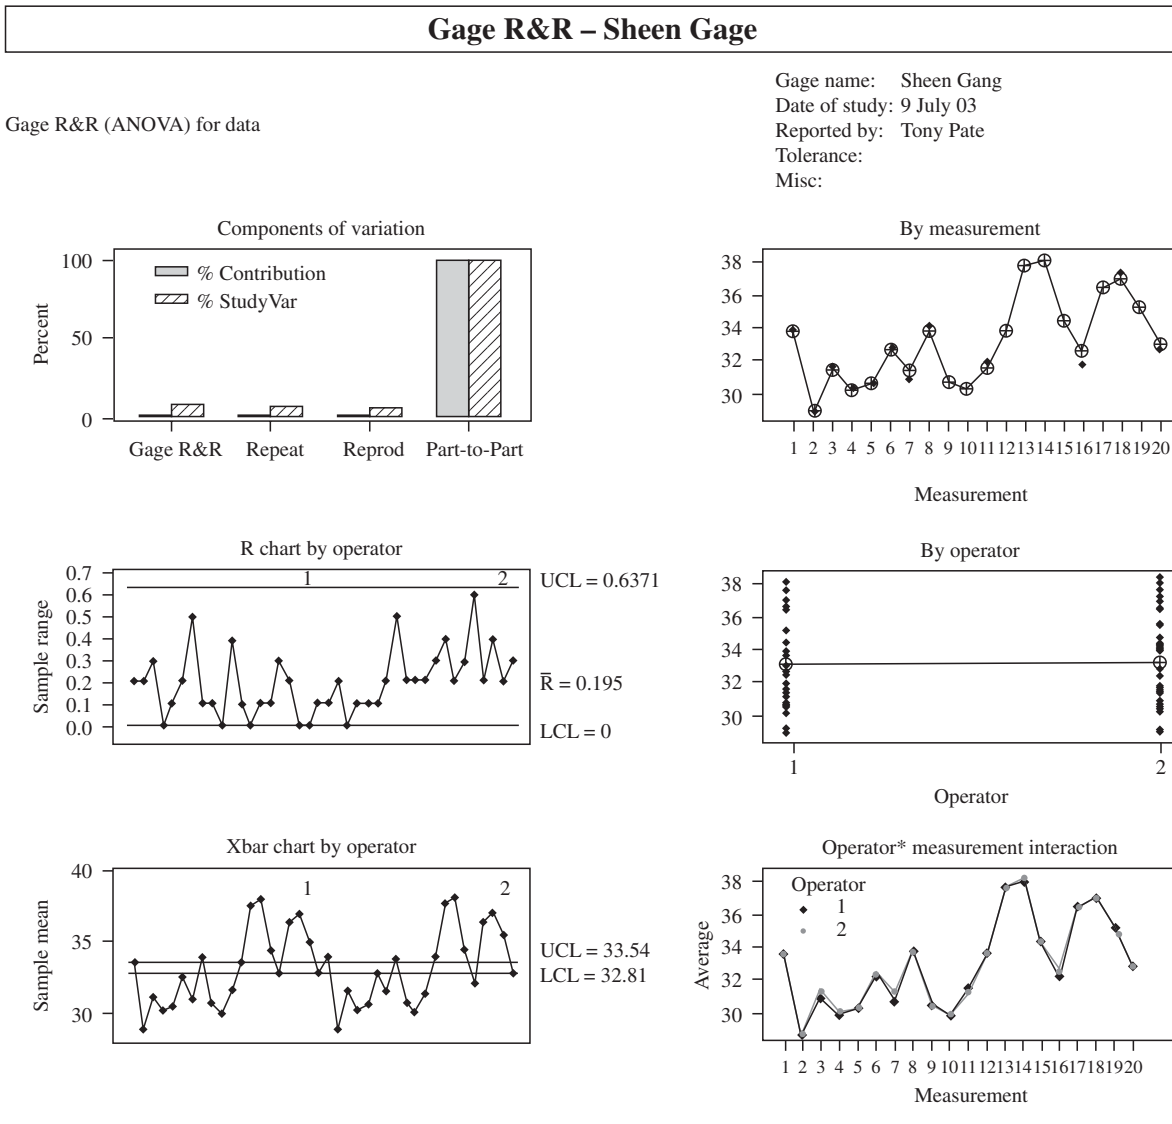 Gage R&R – Sheen Gage
Gage name: Sheen Gang
Date of study: 9 July 03
Reported by: Tony Pate
Tolerance:
Misc:
Gage R&R (ANOVA) for data
Components of variation
Percent
100
50
0
% Contribution
% StudyVar
Gage R&R Repeat Reprod Part-to-Part
By measurement
38
36
34
32
30
1 2 3 4 5 6 7 8 9 10 11 12 13 14 15 16 17 18 19 20
Measurement
R chart by operator
Sample range
0.7
0.6
0.5
0.4
0.3
0.2
0.1
0.0
1 2
UCL = 0.6371
R̄ = 0.195
LCL = 0
By operator
38
36
34
32
30
1 2
Operator
Xbar chart by operator
Sample mean
40
35
30
1 2
UCL = 33.54
LCL = 32.81
Operator* measurement interaction
Average
38
36
34
32
30
Operator
1
2
1 2 3 4 5 6 7 8 9 10 11 12 13 14 15 16 17 18 19 20
Measurement